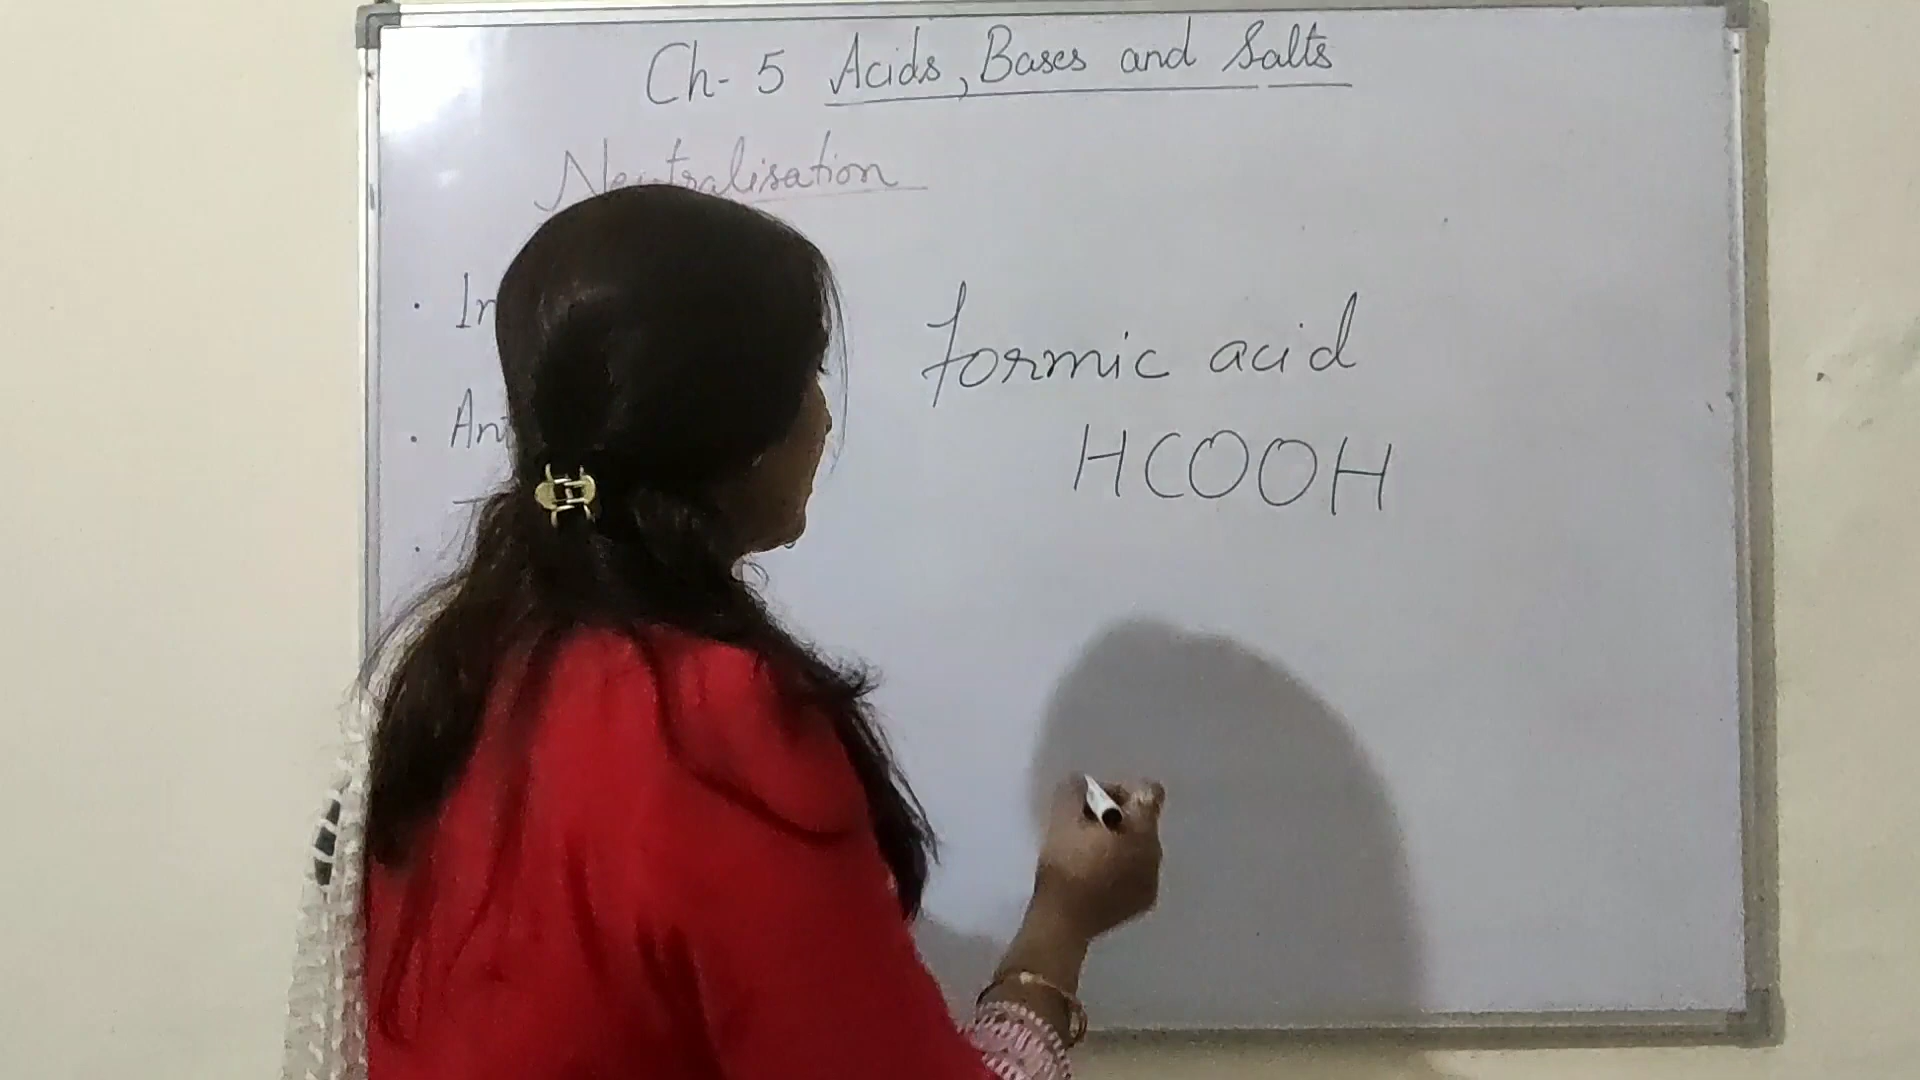 Ch- 5 Acids, Bases and Salts
Neutralisation
Formic acid
HCOOH